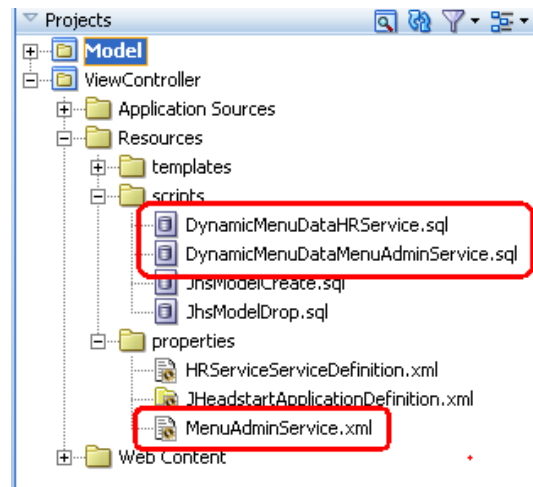 Projects
Model
ViewController
Application Sources
Resources
templates
scripts
DynamicMenuDataHRService.sql
DynamicMenuDataMenuAdminService.sql
JhsModelCreate.sql
JhsModelDrop.sql
properties
HRServiceServiceDefinition.xml
JHeadstartApplicationDefinition.xml
MenuAdminService.xml
Web Content